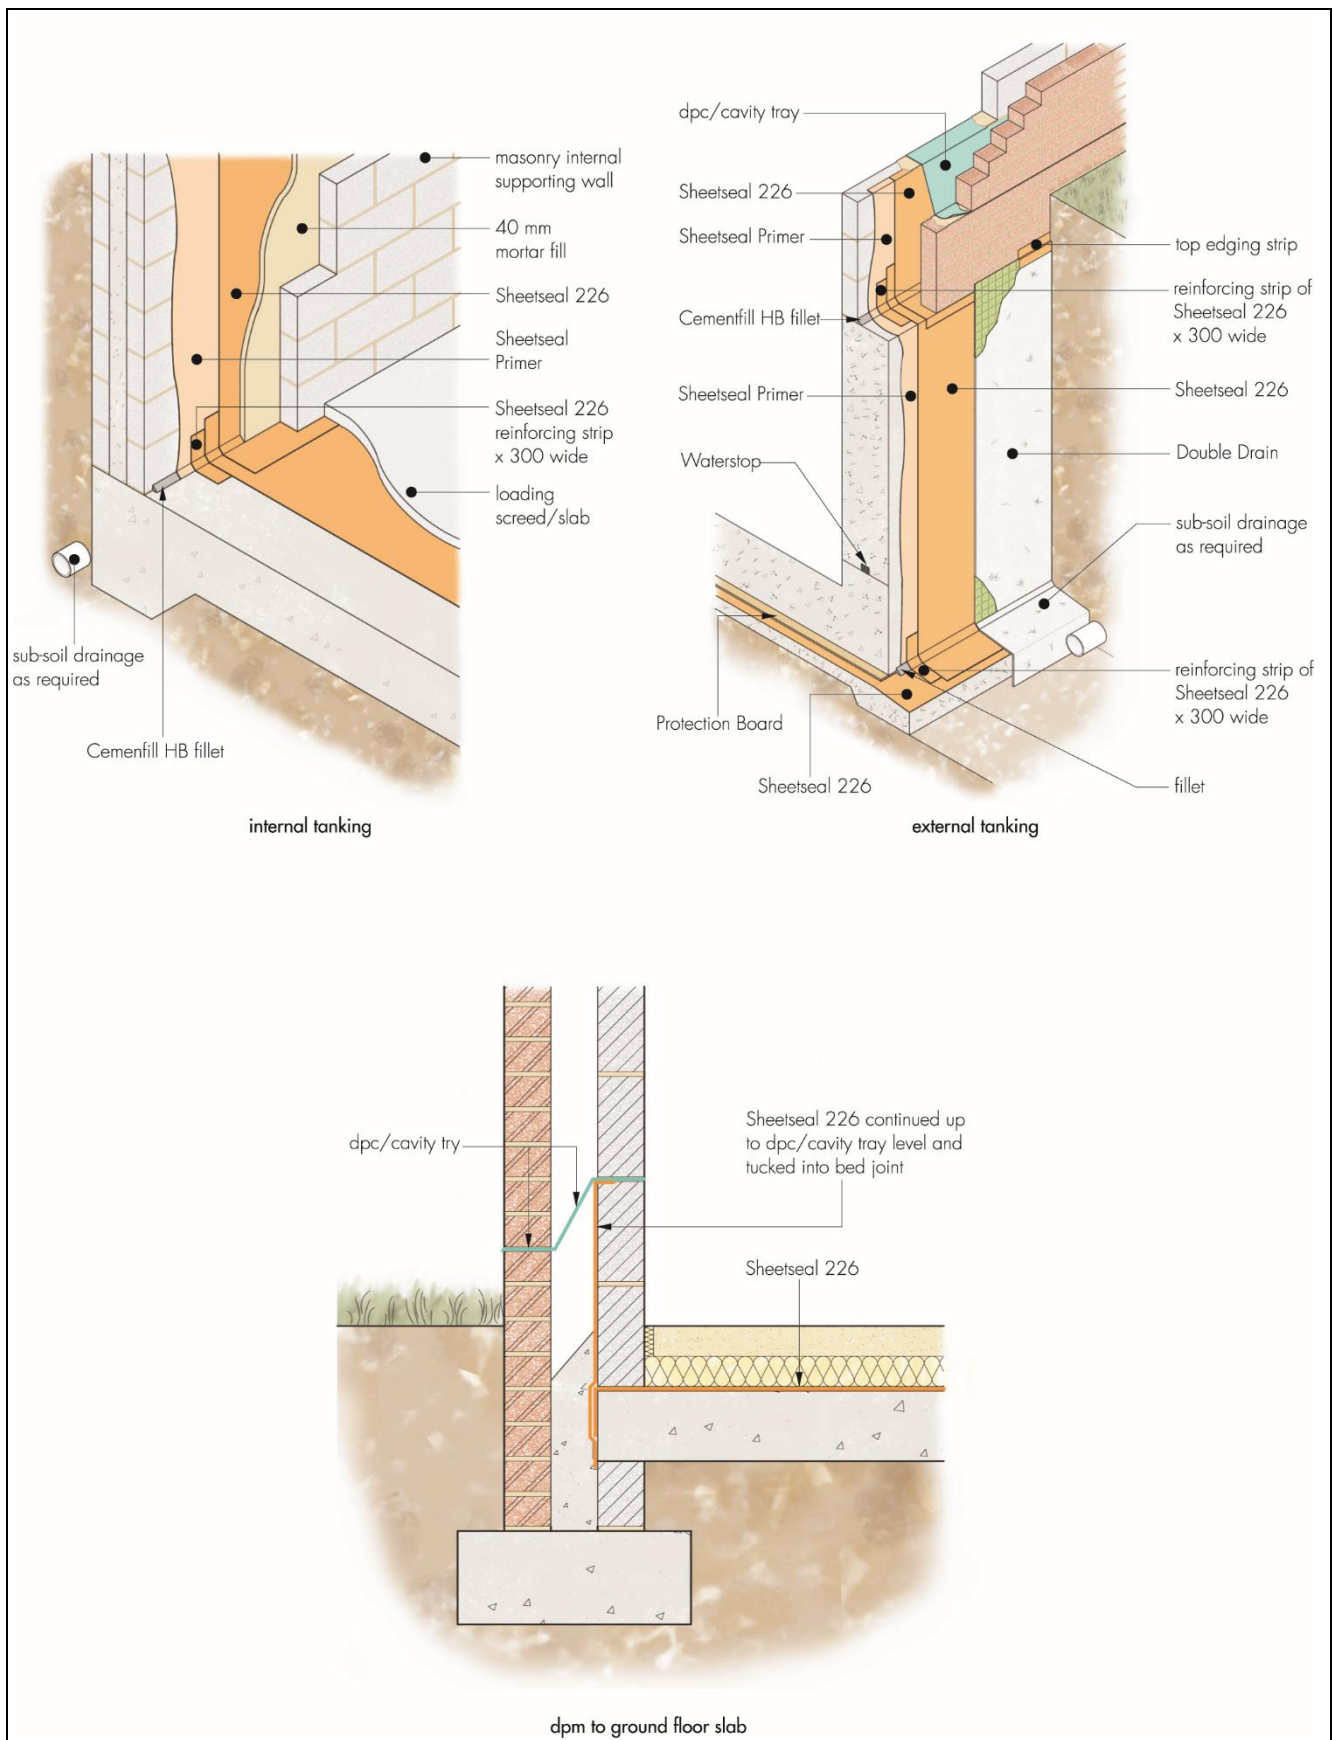 masonry internal
supporting wall
40 mm
mortar fill
Sheetseal 226
Sheetseal
Primer
Sheetseal 226
reinforcing strip
x 300 wide
loading
screed/slab
sub-soil drainage
as required
Cemenfill HB fillet
internal tanking
dpc/cavity tray
Sheetseal 226
Sheetseal Primer
Cementfill HB fillet
Sheetseal Primer
Waterstop
Protection Board
Sheetseal 226
top edging strip
reinforcing strip of
Sheetseal 226
x 300 wide
Sheetseal 226
Double Drain
sub-soil drainage
as required
reinforcing strip of
Sheetseal 226
x 300 wide
fillet
external tanking
dpc/cavity try
Sheetseal 226 continued up
to dpc/cavity tray level and
tucked into bed joint
Sheetseal 226
dpm to ground floor slab